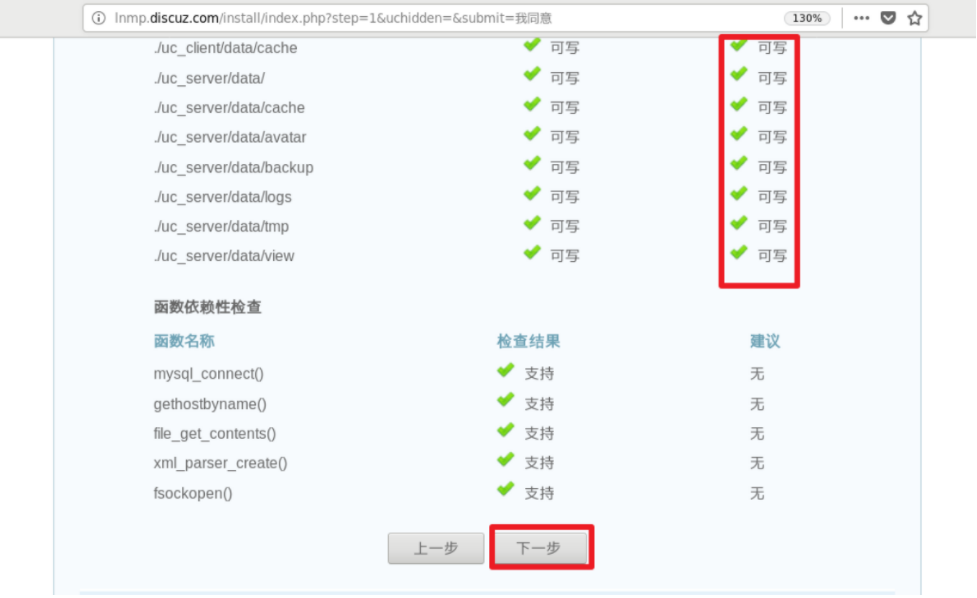 lnmp.discuz.com/install/index.php?step=1&uchidden=&submit=我同意 130%
./uc_client/data/cache 可写 可写
./uc_server/data/ 可写 可写
./uc_server/data/cache 可写 可写
./uc_server/data/avatar 可写 可写
./uc_server/data/backup 可写 可写
./uc_server/data/logs 可写 可写
./uc_server/data/tmp 可写 可写
./uc_server/data/view 可写 可写
函数依赖性检查
函数名称 检查结果 建议
mysql_connect() 支持 无
gethostbyname() 支持 无
file_get_contents() 支持 无
xml_parser_create() 支持 无
fsockopen() 支持 无
上一步 下一步